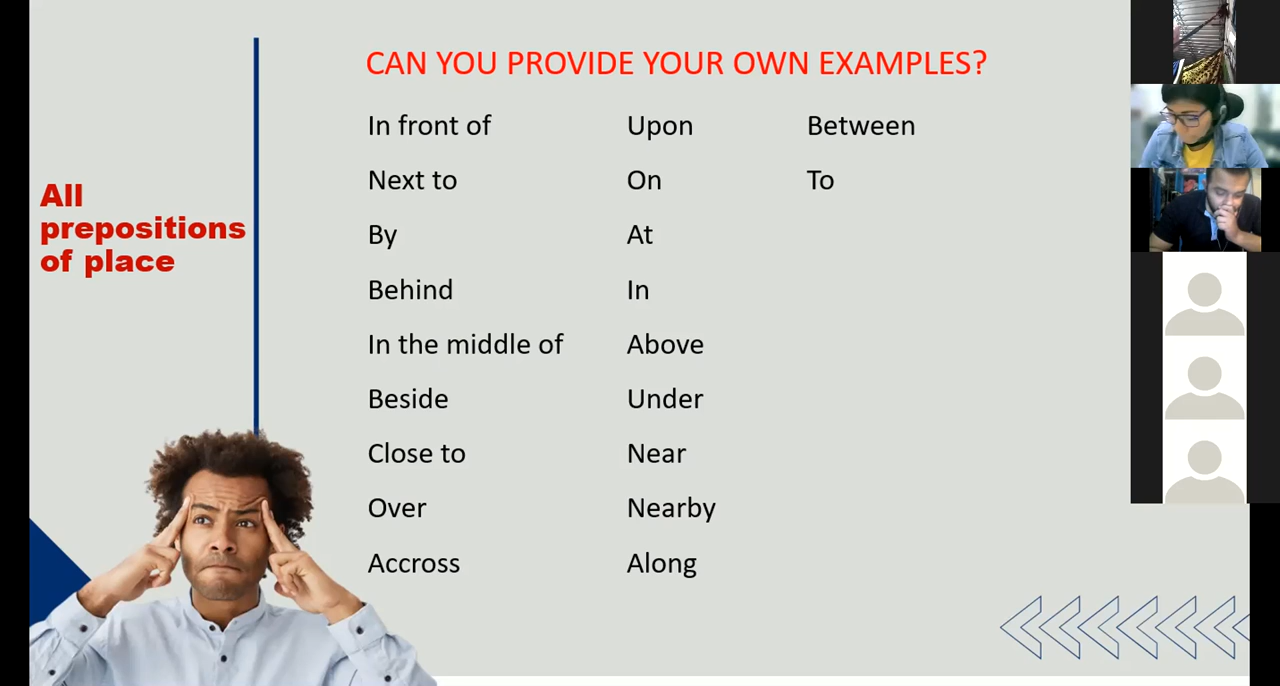 CAN YOU PROVIDE YOUR OWN EXAMPLES?
All
prepositions
of place
In front of
Next to
By
Behind
In the middle of
Beside
Close to
Over
Accross
Upon
On
At
In
Above
Under
Near
Nearby
Along
Between
To